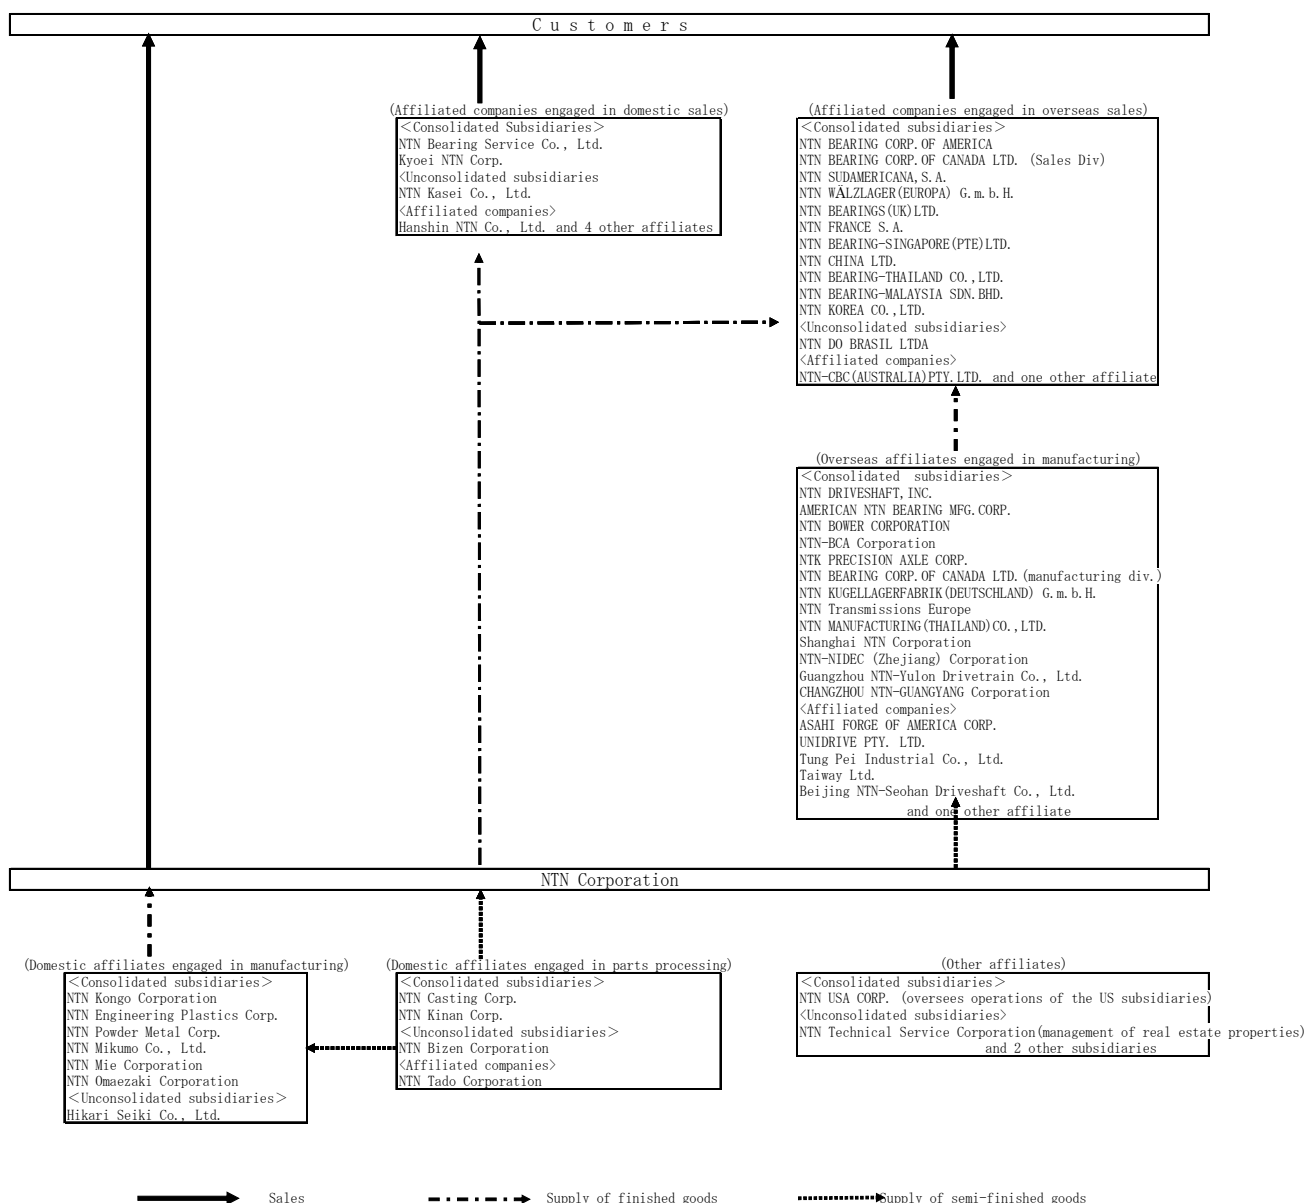 Customers
(Affiliated companies engaged in domestic sales)
<Consolidated Subsidiaries>
NTN Bearing Service Co., Ltd.
Kyoei NTN Corp.
<Unconsolidated subsidiaries
NTN Kasei Co., Ltd.
<Affiliated companies>
Hanshin NTN Co., Ltd. and 4 other affiliates
(Affiliated companies engaged in overseas sales)
<Consolidated subsidiaries>
NTN BEARING CORP.OF AMERICA
NTN BEARING CORP.OF CANADA LTD. (Sales Div)
NTN SUDAMERICANA,S.A.
NTN WÄLZLAGER(EUROPA) G.m.b.H.
NTN BEARINGS(UK)LTD.
NTN FRANCE S.A.
NTN BEARING-SINGAPORE(PTE)LTD.
NTN CHINA LTD.
NTN BEARING-THAILAND CO.,LTD.
NTN BEARING-MALAYSIA SDN.BHD.
NTN KOREA CO.,LTD.
<Unconsolidated subsidiaries>
NTN DO BRASIL LTDA
<Affiliated companies>
NTN-CBC(AUSTRALIA)PTY.LTD. and one other affiliate
(Overseas affiliates engaged in manufacturing)
<Consolidated subsidiaries>
NTN DRIVESHAFT,INC.
AMERICAN NTN BEARING MFG.CORP.
NTN BOWER CORPORATION
NTN-BCA Corporation
NTK PRECISION AXLE CORP.
NTN BEARING CORP.OF CANADA LTD.(manufacturing div.)
NTN KUGELLAGERFABRIK(DEUTSCHLAND) G.m.b.H.
NTN Transmissions Europe
NTN MANUFACTURING(THAILAND)CO.,LTD.
Shanghai NTN Corporation
NTN-NIDEC (Zhejiang) Corporation
Guangzhou NTN-Yulon Drivetrain Co., Ltd.
CHANGZHOU NTN-GUANGYANG Corporation
<Affiliated companies>
ASAHI FORGE OF AMERICA CORP.
UNIDRIVE PTY. LTD.
Tung Pei Industrial Co., Ltd.
Taiway Ltd.
Beijing NTN-Seohan Driveshaft Co., Ltd.
and one other affiliate
NTN Corporation
(Domestic affiliates engaged in manufacturing)
<Consolidated subsidiaries>
NTN Kongo Corporation
NTN Engineering Plastics Corp.
NTN Powder Metal Corp.
NTN Mikumo Co., Ltd.
NTN Mie Corporation
NTN Omaezaki Corporation
<Unconsolidated subsidiaries>
Hikari Seiki Co., Ltd.
(Domestic affiliates engaged in parts processing)
<Consolidated subsidiaries>
NTN Casting Corp.
NTN Kinan Corp.
<Unconsolidated subsidiaries>
NTN Bizen Corporation
<Affiliated companies>
NTN Tado Corporation
(Other affiliates)
<Consolidated subsidiaries>
NTN USA CORP. (oversees operations of the US subsidiaries)
<Unconsolidated subsidiaries>
NTN Technical Service Corporation(management of real estate properties)
and 2 other subsidiaries
Sales
Supply of finished goods
Supply of semi-finished goods